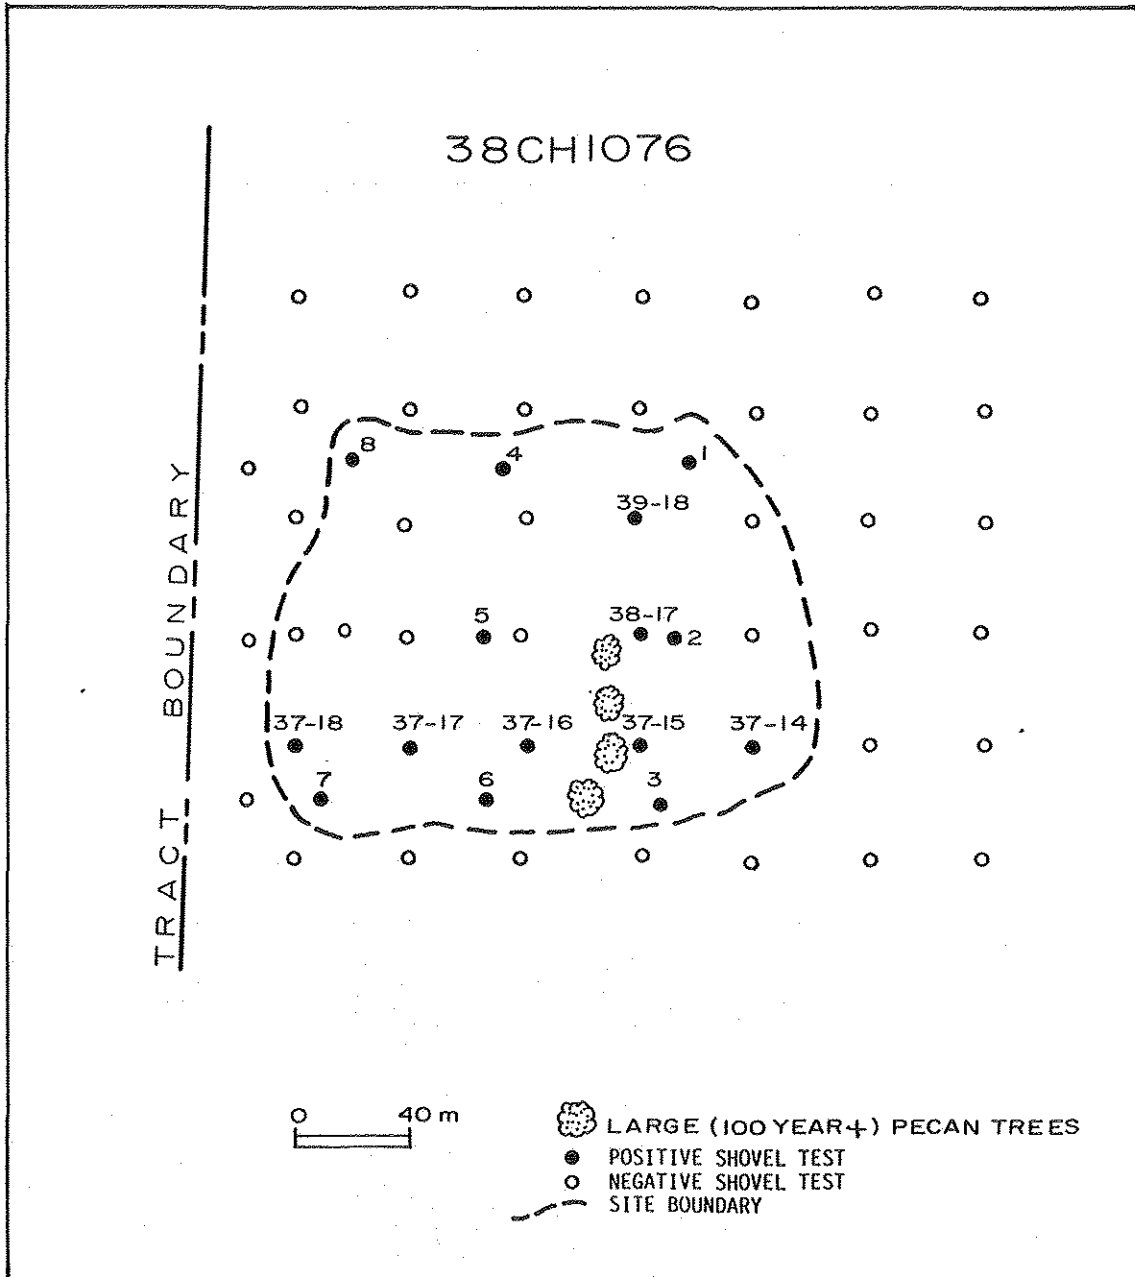 38CH1076
TRACT BOUNDARY
8
4
1
39-18
5
38-17
2
37-18
37-17
37-16
37-15
37-14
7
6
3
0 40 m
LARGE (100 YEAR+) PECAN TREES
POSITIVE SHOVEL TEST
NEGATIVE SHOVEL TEST
SITE BOUNDARY